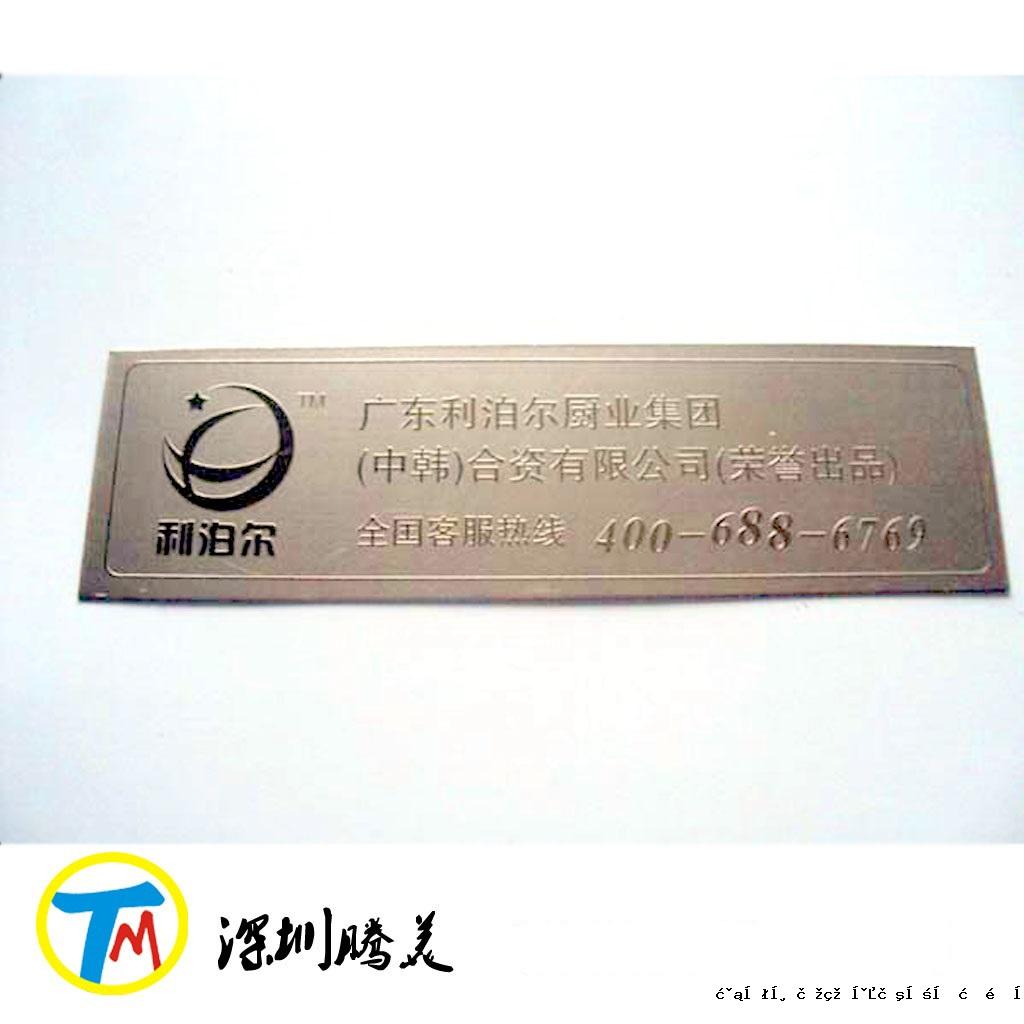 TM
广东利泊尔厨业集团
(中韩)合资有限公司(荣誉出品)
全国客服热线 400-688-6769
利泊尔
TM
深圳腾美